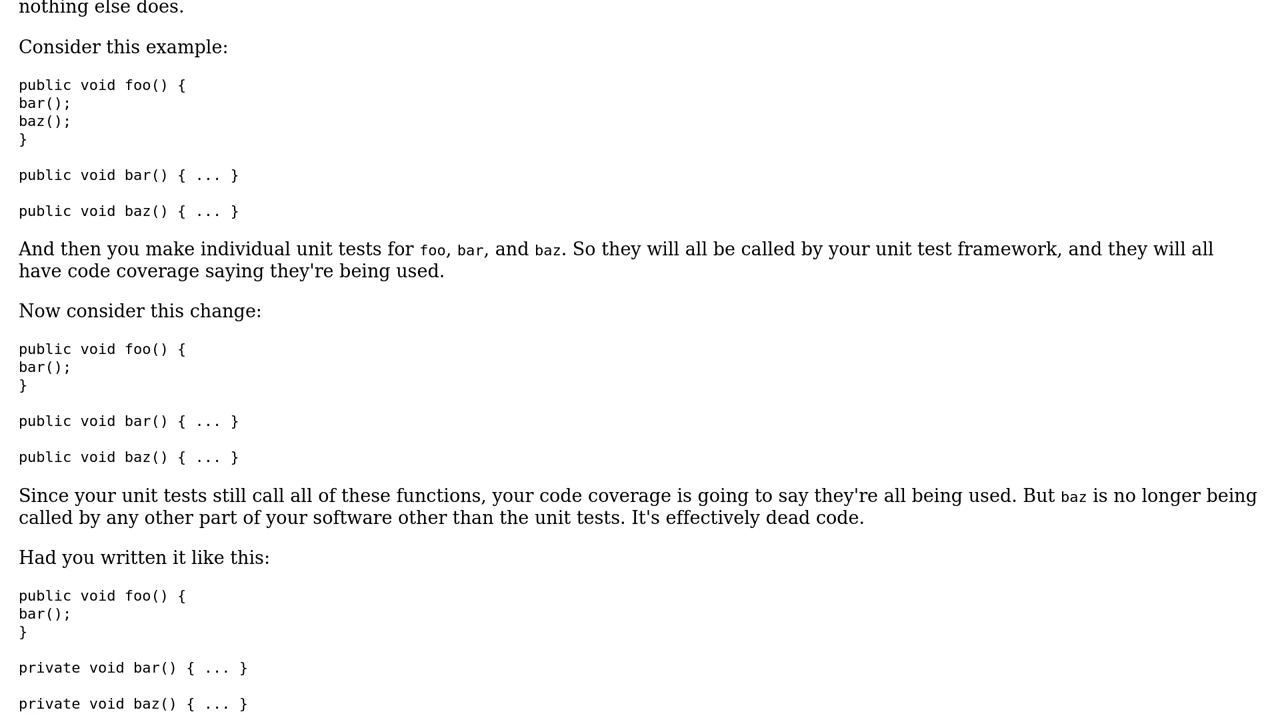 nothing else does.
Consider this example:
public void foo() {
bar();
baz();
}
public void bar() { ... }
public void baz() { ... }
And then you make individual unit tests for foo, bar, and baz. So they will all be called by your unit test framework, and they will all
have code coverage saying they're being used.
Now consider this change:
public void foo() {
bar();
}
public void bar() { ... }
public void baz() { ... }
Since your unit tests still call all of these functions, your code coverage is going to say they're all being used. But baz is no longer being
called by any other part of your software other than the unit tests. It's effectively dead code.
Had you written it like this:
public void foo() {
bar();
}
private void bar() { ... }
private void baz() { ... }